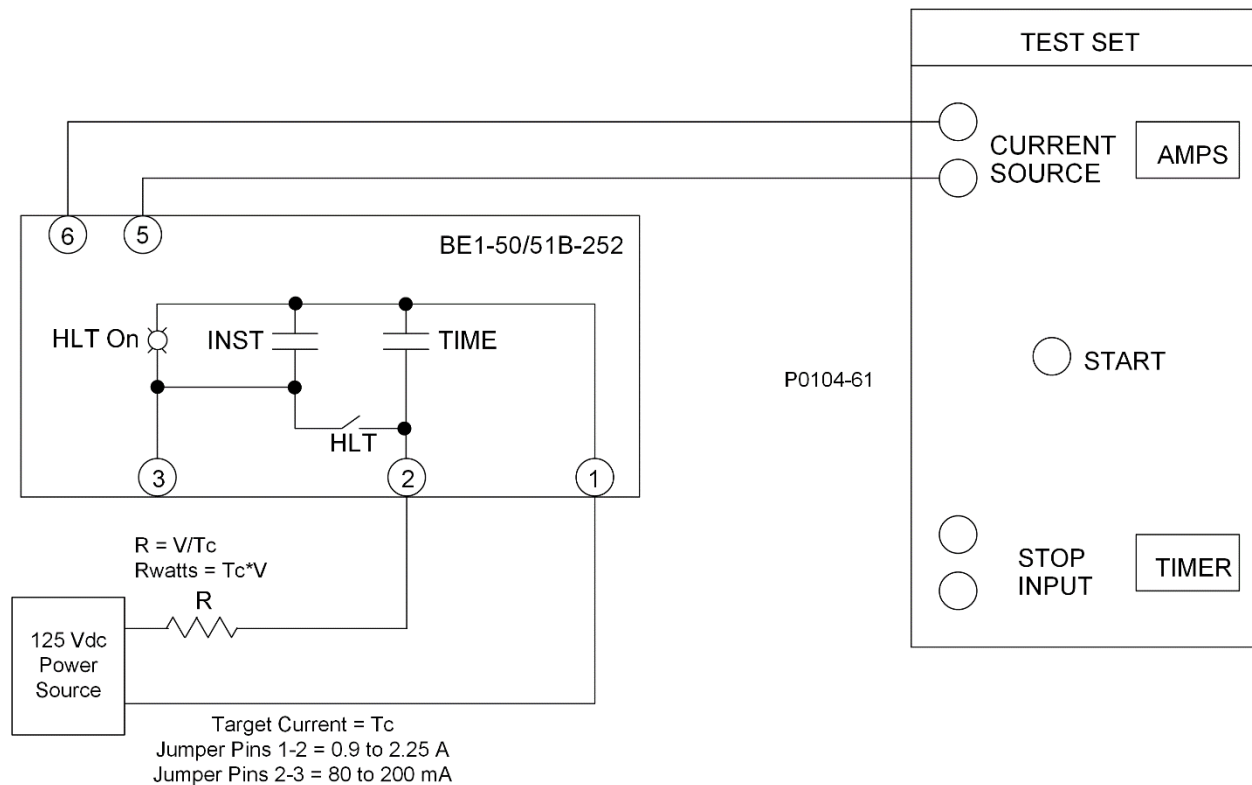 TEST SET
CURRENT
SOURCE
AMPS
6
5
BE1-50/51B-252
HLT On
INST
TIME
START
P0104-61
HLT
3
2
1
R = V/Tc
Rwatts = Tc*V
R
STOP
INPUT
TIMER
125 Vdc
Power
Source
Target Current = Tc
Jumper Pins 1-2 = 0.9 to 2.25 A
Jumper Pins 2-3 = 80 to 200 mA